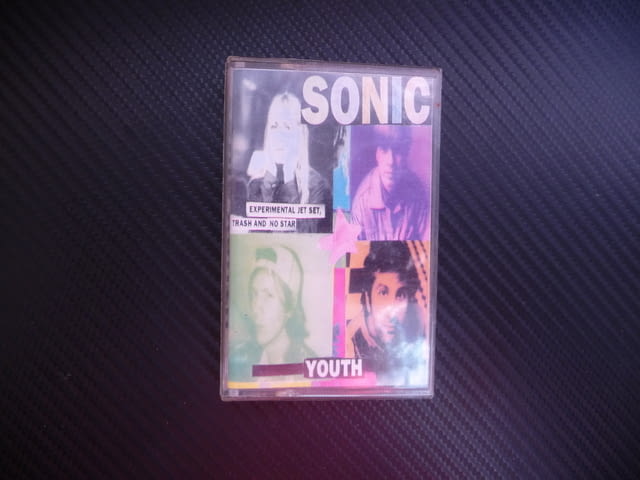 SONIC
EXPERIMENTAL JET SET,
TRASH AND NO STAR
YOUTH